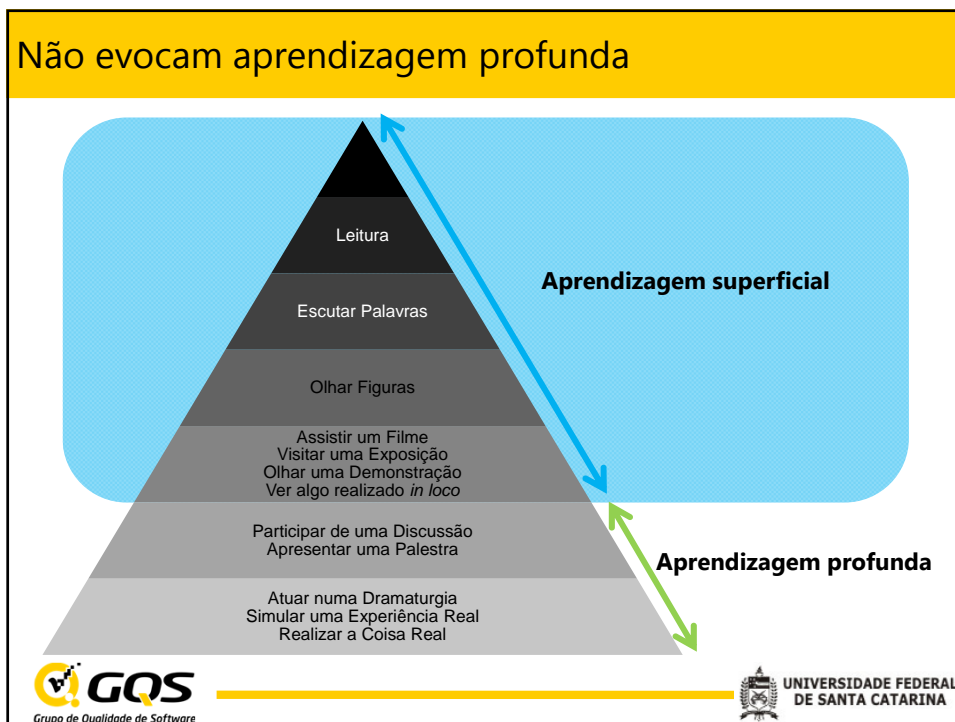 Não evocam aprendizagem profunda
Leitura
Escutar Palavras
Olhar Figuras
Assistir um Filme
Visitar uma Exposição
Olhar uma Demonstração
Ver algo realizado in loco
Participar de uma Discussão
Apresentar uma Palestra
Atuar numa Dramaturgia
Simular uma Experiência Real
Realizar a Coisa Real
Aprendizagem superficial
Aprendizagem profunda
GQS
Grupo de Qualidade de Software
UNIVERSIDADE FEDERAL
DE SANTA CATARINA